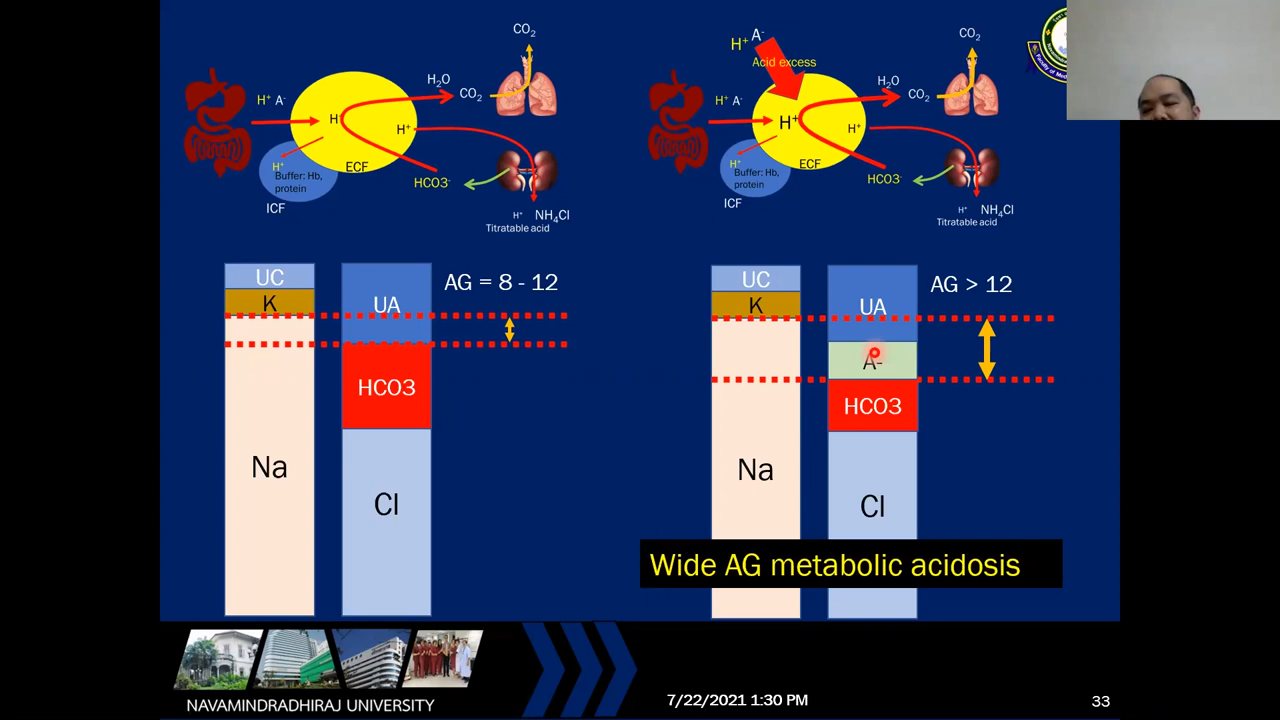 CO2
H2O
CO2
H+ A-
H+
H+
H+
ECF
HCO3-
Buffer: Hb,
protein
ICF
H+ NH4Cl
Titratable acid
H+ A-
Acid excess
CO2
H2O
CO2
H+ A-
H+
H+
H+
ECF
HCO3-
Buffer: Hb,
protein
ICF
H+ NH4Cl
Titratable acid
UC
K
Na
UA
HCO3
Cl
AG = 8 - 12
UC
K
Na
UA
A-
HCO3
Cl
AG > 12
Wide AG metabolic acidosis
NAVAMINDRADHIRAJ UNIVERSITY
7/22/2021 1:30 PM
33